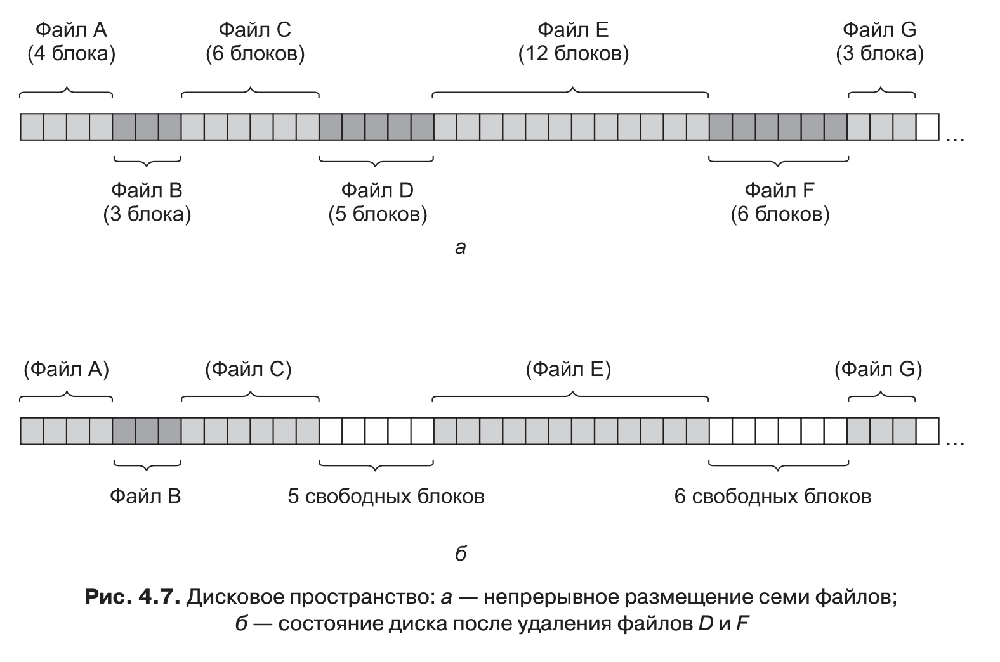 Файл A
(4 блока)
Файл C
(6 блоков)
Файл E
(12 блоков)
Файл G
(3 блока)
...
Файл B
(3 блока)
Файл D
(5 блоков)
Файл F
(6 блоков)
а
(Файл A)
(Файл C)
(Файл E)
(Файл G)
...
Файл B
5 свободных блоков
6 свободных блоков
б
Рис. 4.7. Дисковое пространство: а — непрерывное размещение семи файлов;
б — состояние диска после удаления файлов D и F